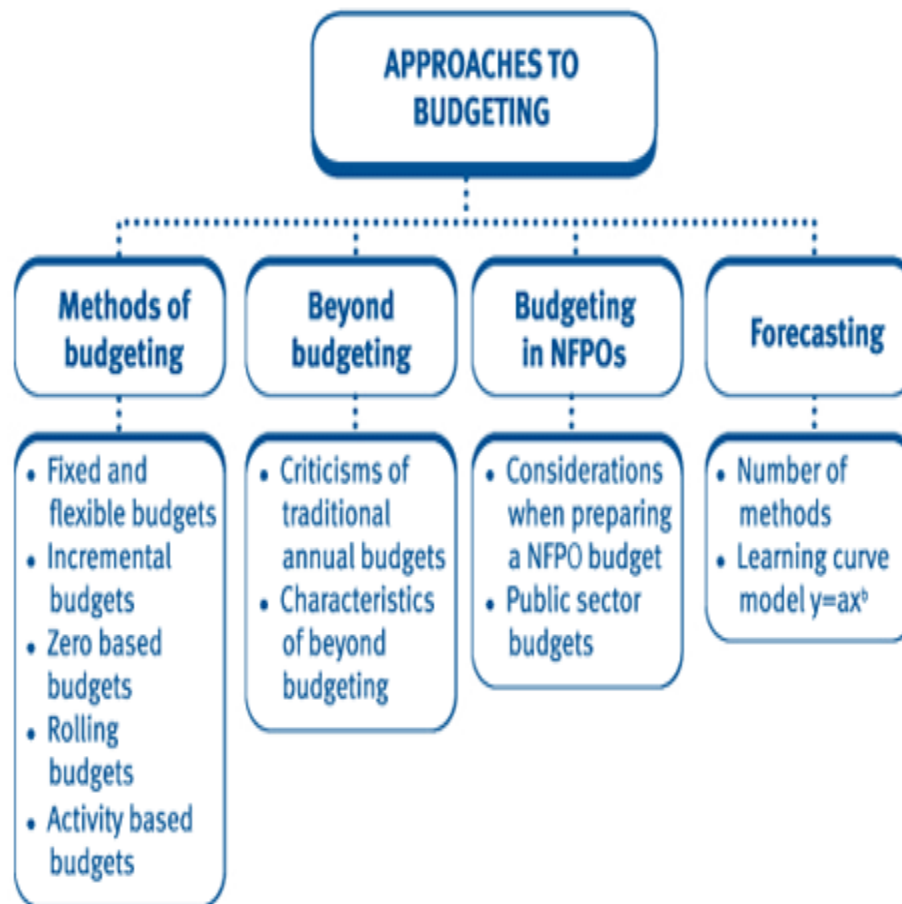 APPROACHES TO
BUDGETING
Methods of
budgeting
• Fixed and
flexible budgets
• Incremental
budgets
• Zero based
budgets
• Rolling
budgets
• Activity based
budgets
Beyond
budgeting
• Criticisms of
traditional
annual budgets
• Characteristics
of beyond
budgeting
Budgeting
in NFPOs
• Considerations
when preparing
a NFPO budget
• Public sector
budgets
Forecasting
• Number of
methods
• Learning curve
model y=axᵇ